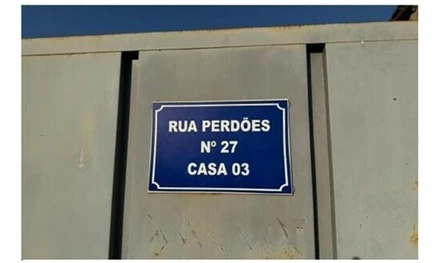 RUA PERDÕES
Nº 27
CASA 03